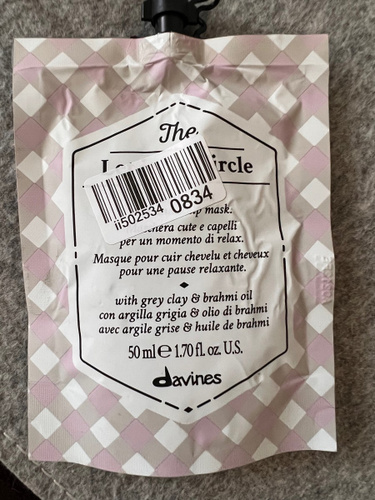 The
ircle
ii502534 0834
mask.
cute e capelli
per un momento di relax.
Masque pour cuir chevelu et cheveux
pour une pause relaxante.
with grey clay & brahmi oil
con argilla grigia & olio di brahmi
avec argile grise & huile de brahmi
50 ml ℮ 1.70 fl. oz. U.S.
davines